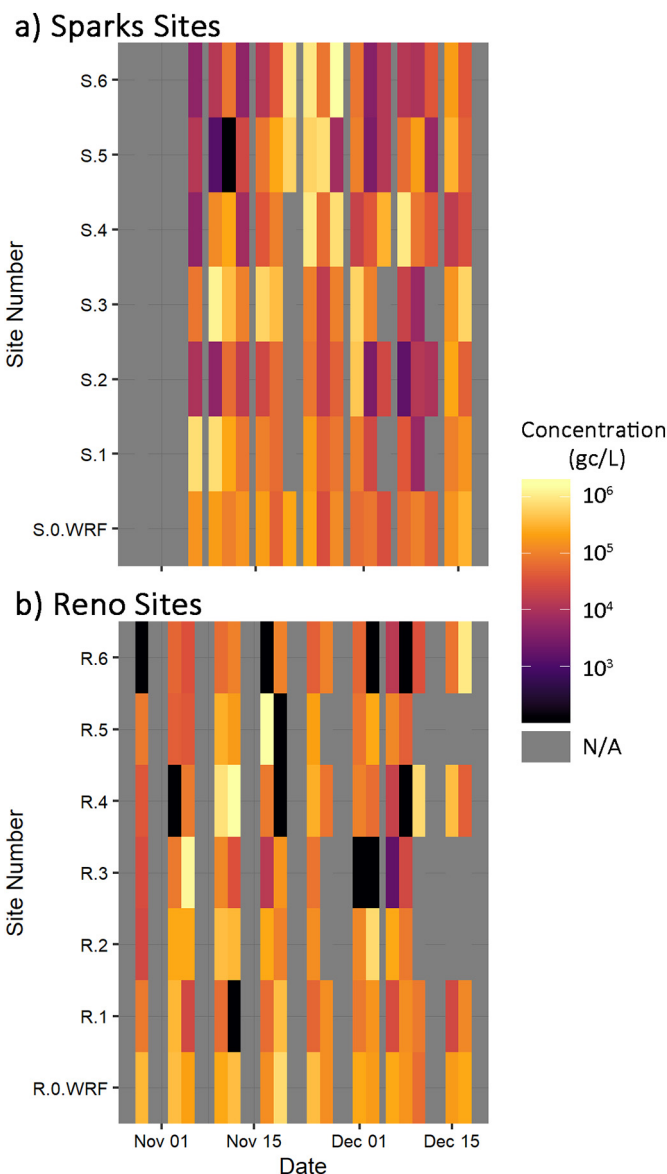 a) Sparks Sites
S.6
S.5
S.4
S.3
S.2
S.1
S.0.WRF
Site Number
Concentration
(gc/L)
10⁶
10⁵
10⁴
10³
N/A
b) Reno Sites
R.6
R.5
R.4
R.3
R.2
R.1
R.0.WRF
Site Number
Nov 01
Nov 15
Dec 01
Dec 15
Date